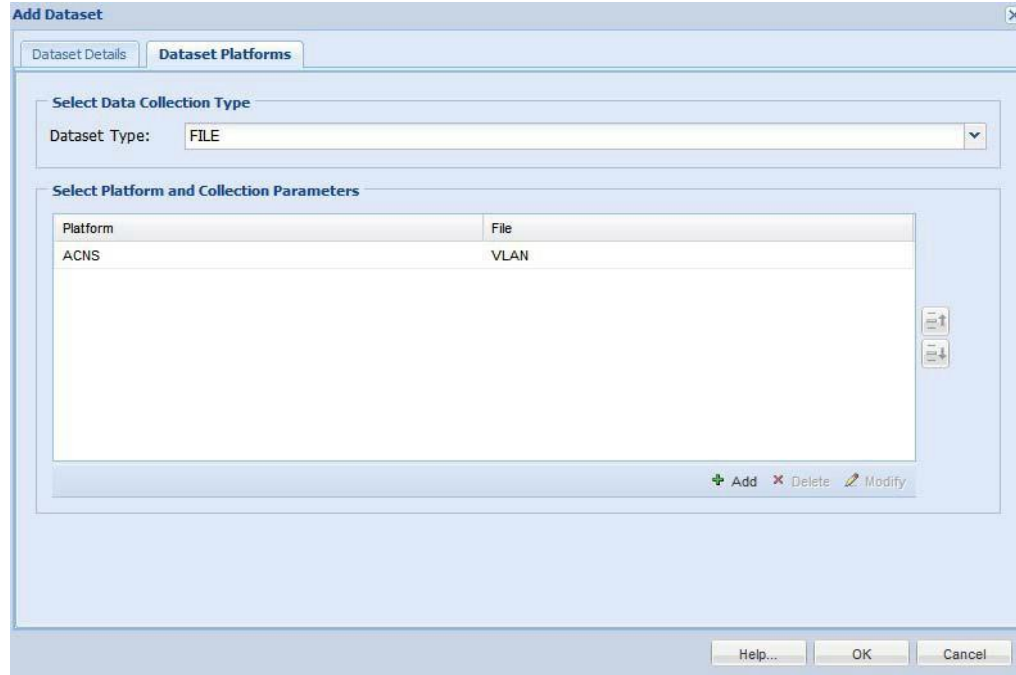 Add Dataset
Dataset Details Dataset Platforms
Select Data Collection Type
Dataset Type: FILE
Select Platform and Collection Parameters
Platform File
ACNS VLAN
Add Delete Modify
Help... OK Cancel